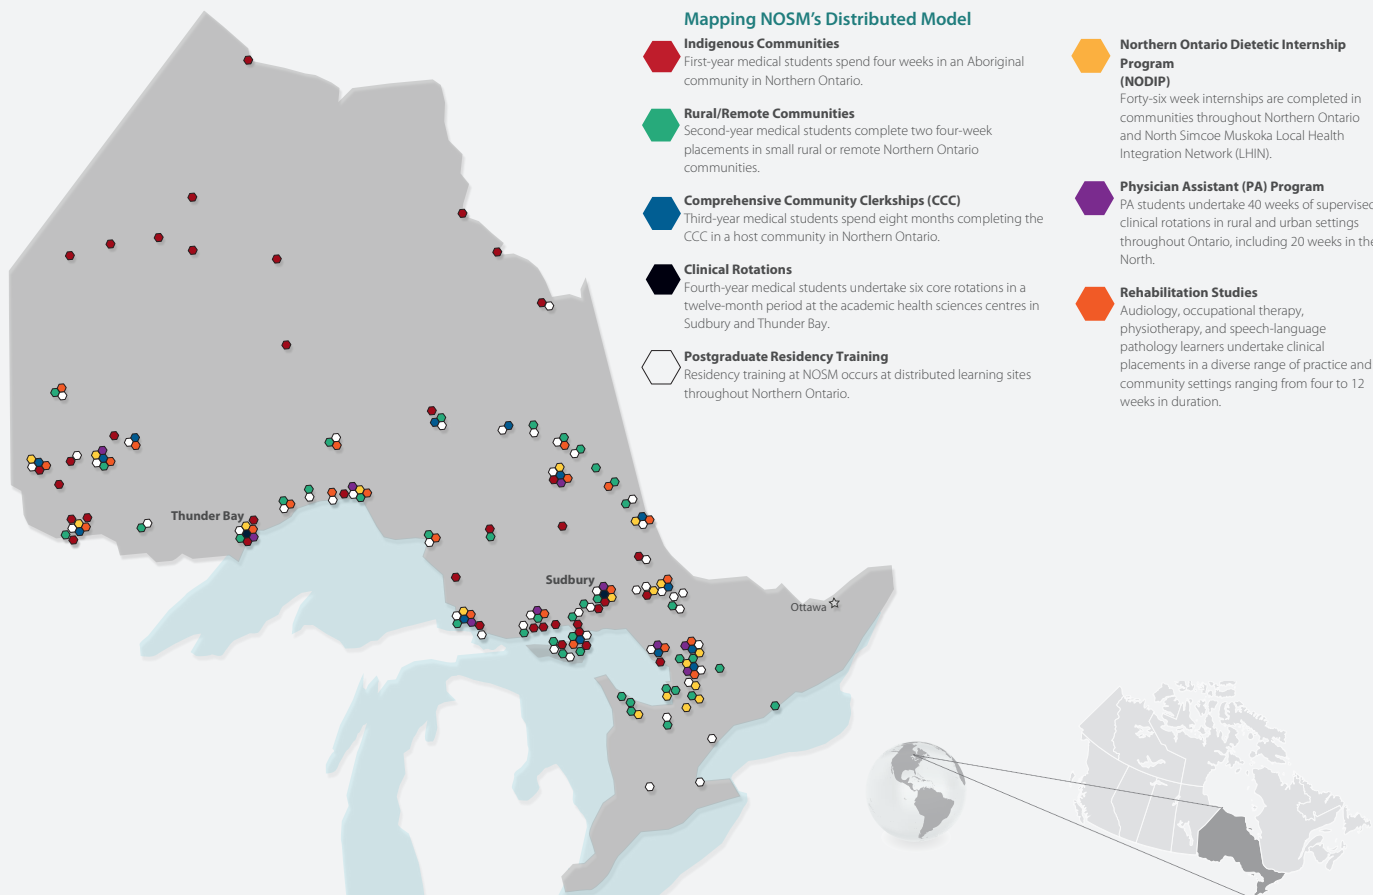 Mapping NOSM's Distributed Model
Indigenous Communities
First-year medical students spend four weeks in an Aboriginal
community in Northern Ontario.
Rural/Remote Communities
Second-year medical students complete two four-week
placements in small rural or remote Northern Ontario
communities.
Comprehensive Community Clerkships (CCC)
Third-year medical students spend eight months completing the
CCC in a host community in Northern Ontario.
Clinical Rotations
Fourth-year medical students undertake six core rotations in a
twelve-month period at the academic health sciences centres in
Sudbury and Thunder Bay.
Postgraduate Residency Training
Residency training at NOSM occurs at distributed learning sites
throughout Northern Ontario.
Northern Ontario Dietetic Internship
Program
(NODIP)
Forty-six week internships are completed in
communities throughout Northern Ontario
and North Simcoe Muskoka Local Health
Integration Network (LHIN).
Physician Assistant (PA) Program
PA students undertake 40 weeks of supervised
clinical rotations in rural and urban settings
throughout Ontario, including 20 weeks in the
North.
Rehabilitation Studies
Audiology, occupational therapy,
physiotherapy, and speech-language
pathology learners undertake clinical
placements in a diverse range of practice and
community settings ranging from four to 12
weeks in duration.
Thunder Bay
Sudbury
Ottawa